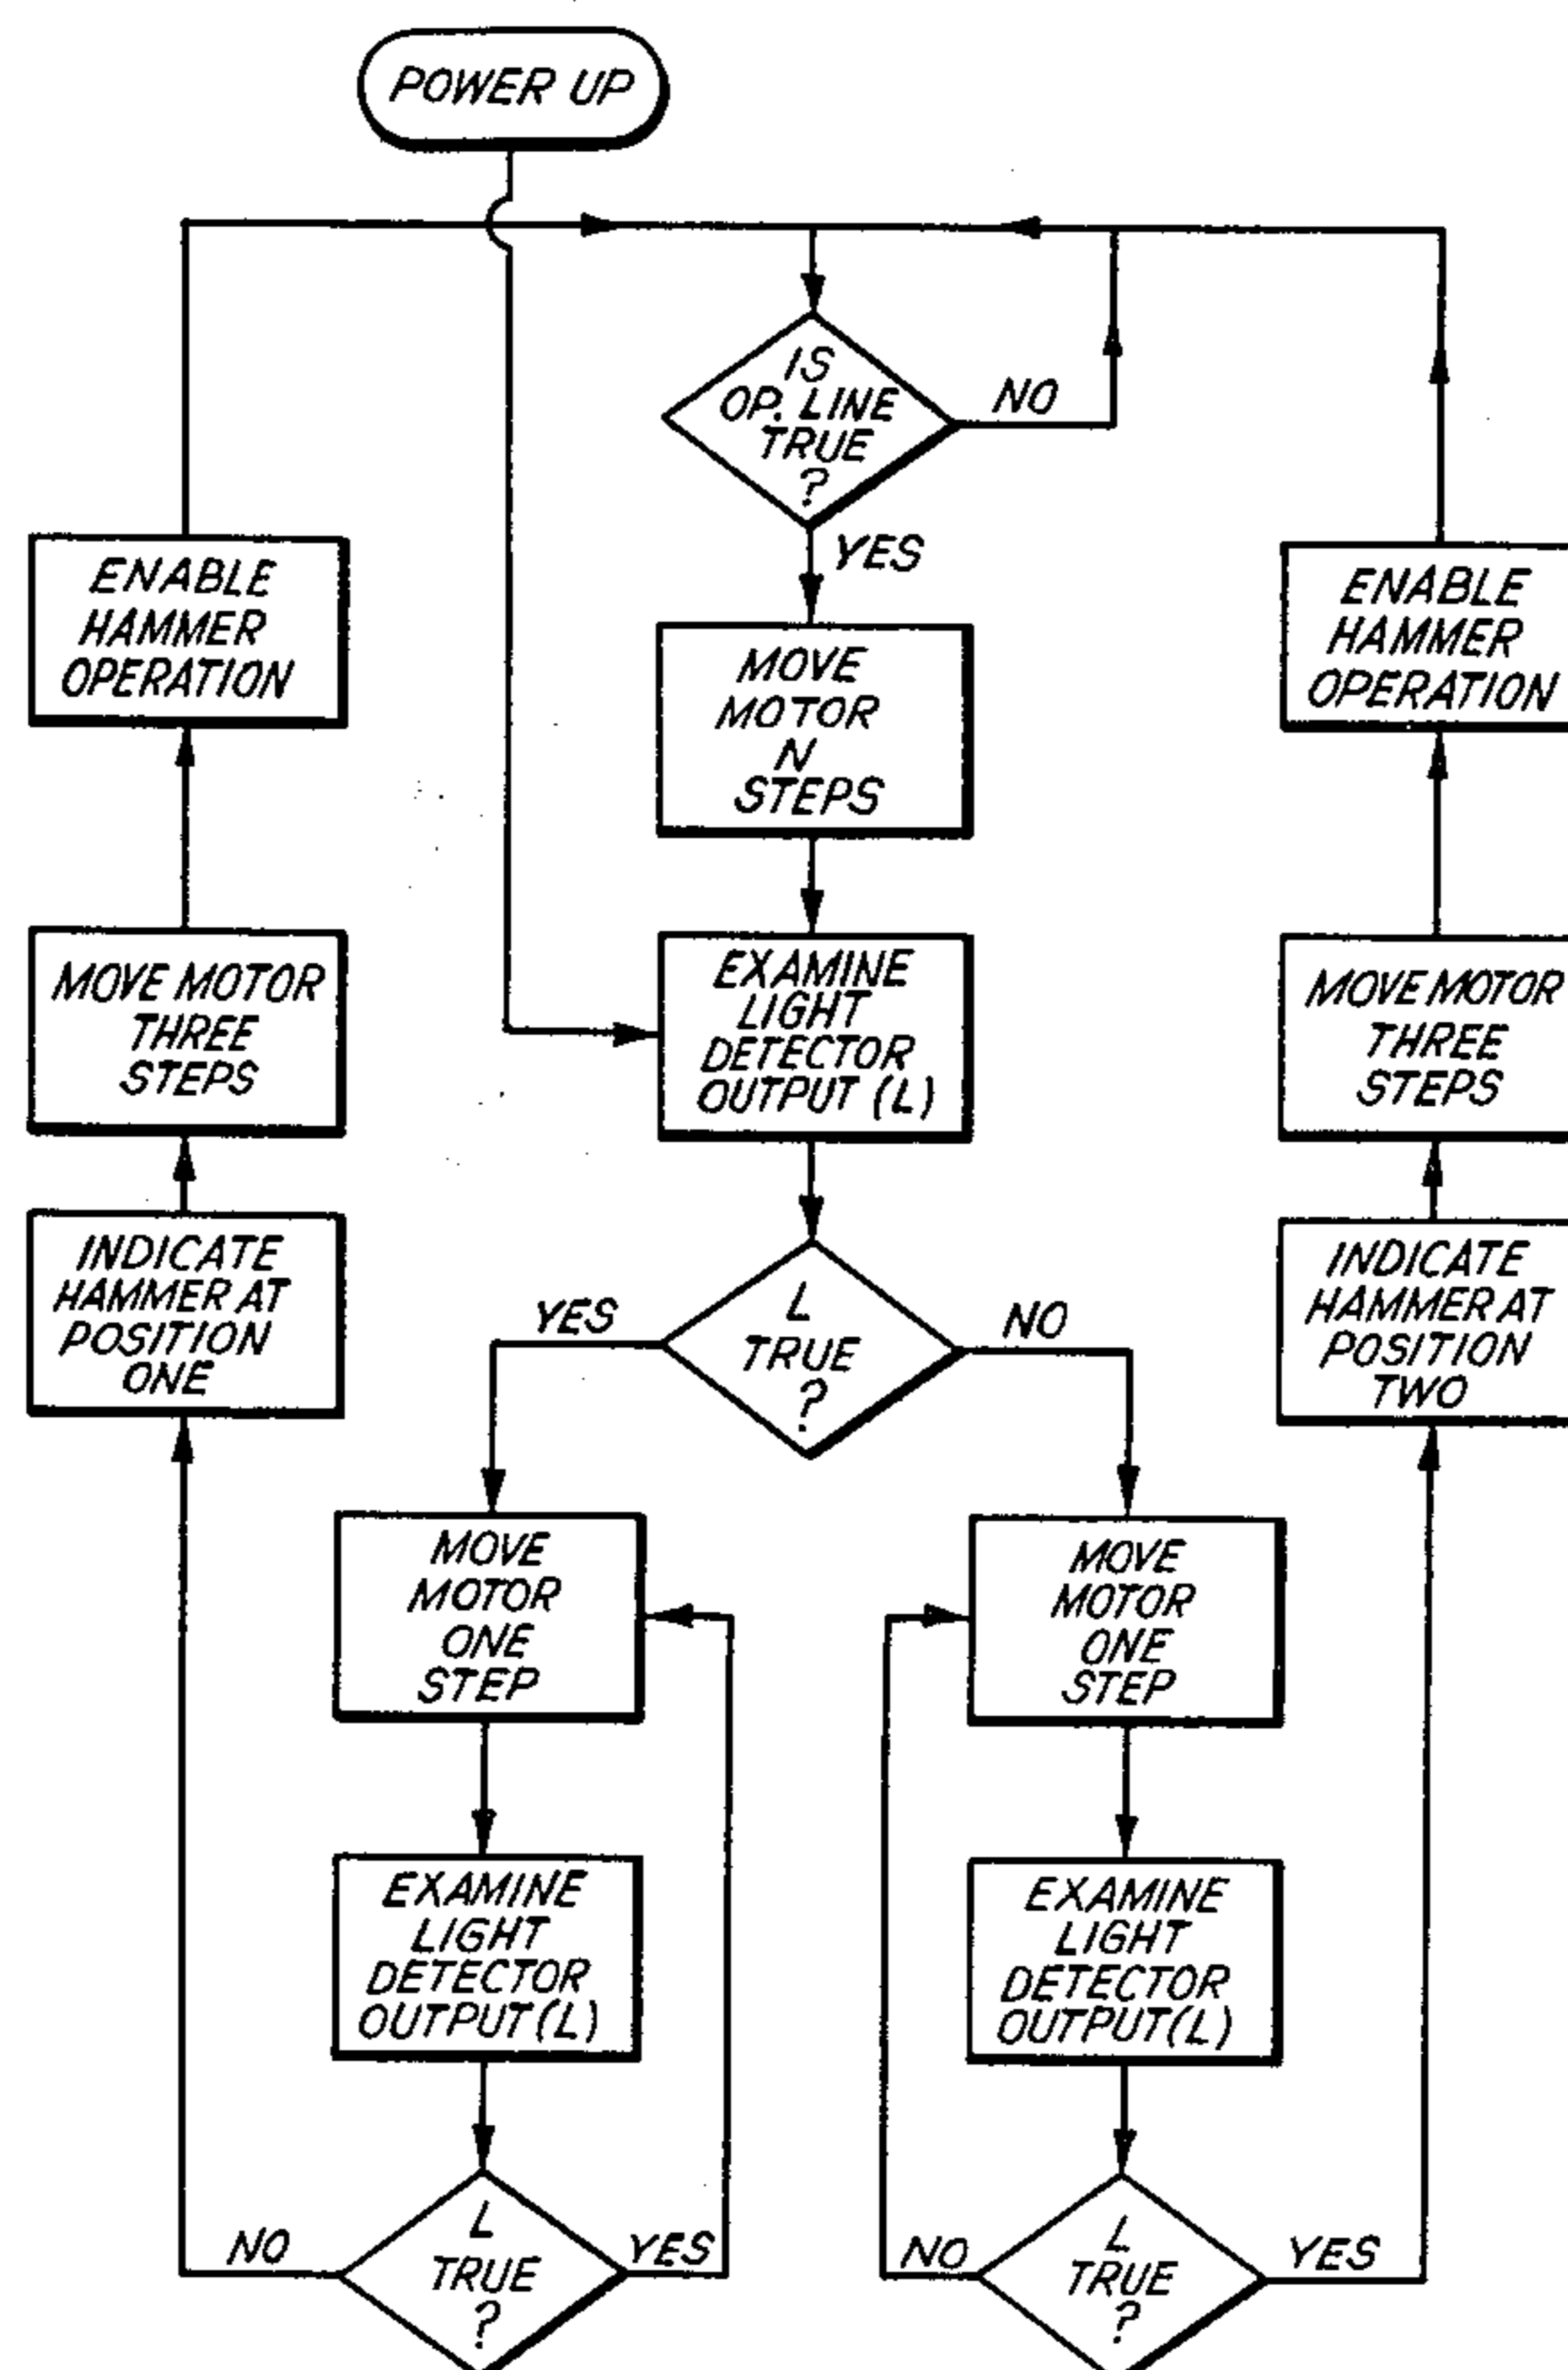 POWER UP
IS
OP. LINE
TRUE
?
NO
YES
ENABLE
HAMMER
OPERATION
MOVE
MOTOR
N
STEPS
ENABLE
HAMMER
OPERATION
MOVE MOTOR
THREE
STEPS
EXAMINE
LIGHT
DETECTOR
OUTPUT (L)
MOVE MOTOR
THREE
STEPS
INDICATE
HAMMER AT
POSITION
ONE
YES
L
TRUE
?
NO
INDICATE
HAMMER AT
POSITION
TWO
MOVE
MOTOR
ONE
STEP
MOVE
MOTOR
ONE
STEP
EXAMINE
LIGHT
DETECTOR
OUTPUT (L)
EXAMINE
LIGHT
DETECTOR
OUTPUT (L)
NO
L
TRUE
?
YES
NO
L
TRUE
?
YES